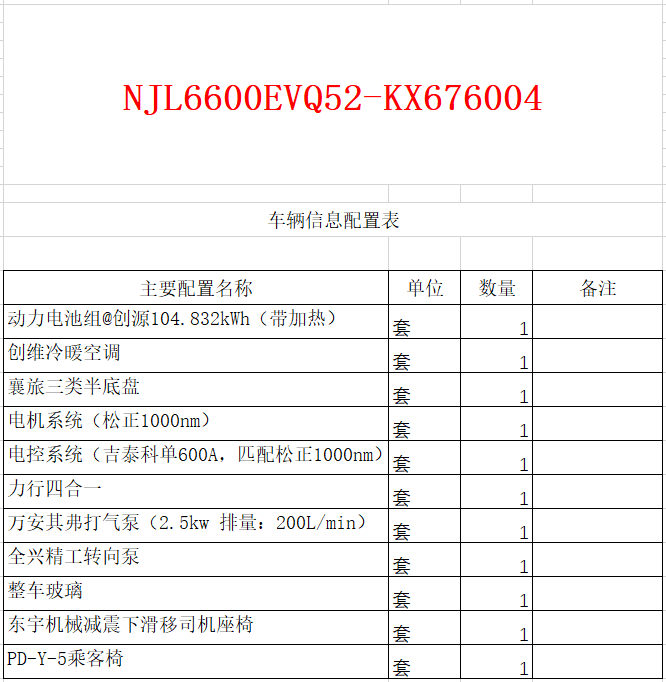 NJL6600EVQ52-KX676004
车辆信息配置表
主要配置名称 单位 数量 备注
动力电池组@创源104.832kWh（带加热） 套 1
创维冷暖空调 套 1
襄旅三类半底盘 套 1
电机系统（松正1000nm） 套 1
电控系统（吉泰科单600A，匹配松正1000nm） 套 1
力行四合一 套 1
万安其弗打气泵（2.5kw 排量：200L/min） 套 1
全兴精工转向泵 套 1
整车玻璃 套 1
东宇机械减震下滑移司机座椅 套 1
PD-Y-5乘客椅 套 1